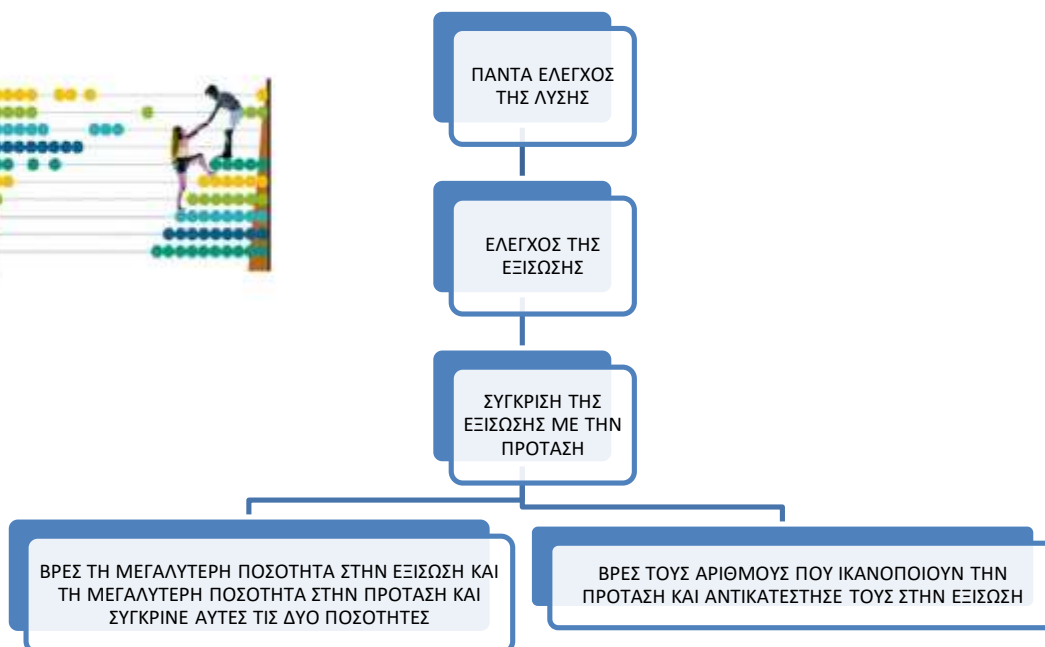 ΠΑΝΤΑ ΕΛΕΓΧΟΣ
ΤΗΣ ΛΥΣΗΣ
ΕΛΕΓΧΟΣ ΤΗΣ
ΕΞΙΣΩΣΗΣ
ΣΥΓΚΡΙΣΗ ΤΗΣ
ΕΞΙΣΩΣΗΣ ΜΕ ΤΗΝ
ΠΡΟΤΑΣΗ
ΒΡΕΣ ΤΗ ΜΕΓΑΛΥΤΕΡΗ ΠΟΣΟΤΗΤΑ ΣΤΗΝ ΕΞΙΣΩΣΗ ΚΑΙ
ΤΗ ΜΕΓΑΛΥΤΕΡΗ ΠΟΣΟΤΗΤΑ ΣΤΗΝ ΠΡΟΤΑΣΗ ΚΑΙ
ΣΥΓΚΡΙΝΕ ΑΥΤΕΣ ΤΙΣ ΔΥΟ ΠΟΣΟΤΗΤΕΣ
ΒΡΕΣ ΤΟΥΣ ΑΡΙΘΜΟΥΣ ΠΟΥ ΙΚΑΝΟΠΟΙΟΥΝ ΤΗΝ
ΠΡΟΤΑΣΗ ΚΑΙ ΑΝΤΙΚΑΤΕΣΤΗΣΕ ΤΟΥΣ ΣΤΗΝ ΕΞΙΣΩΣΗ